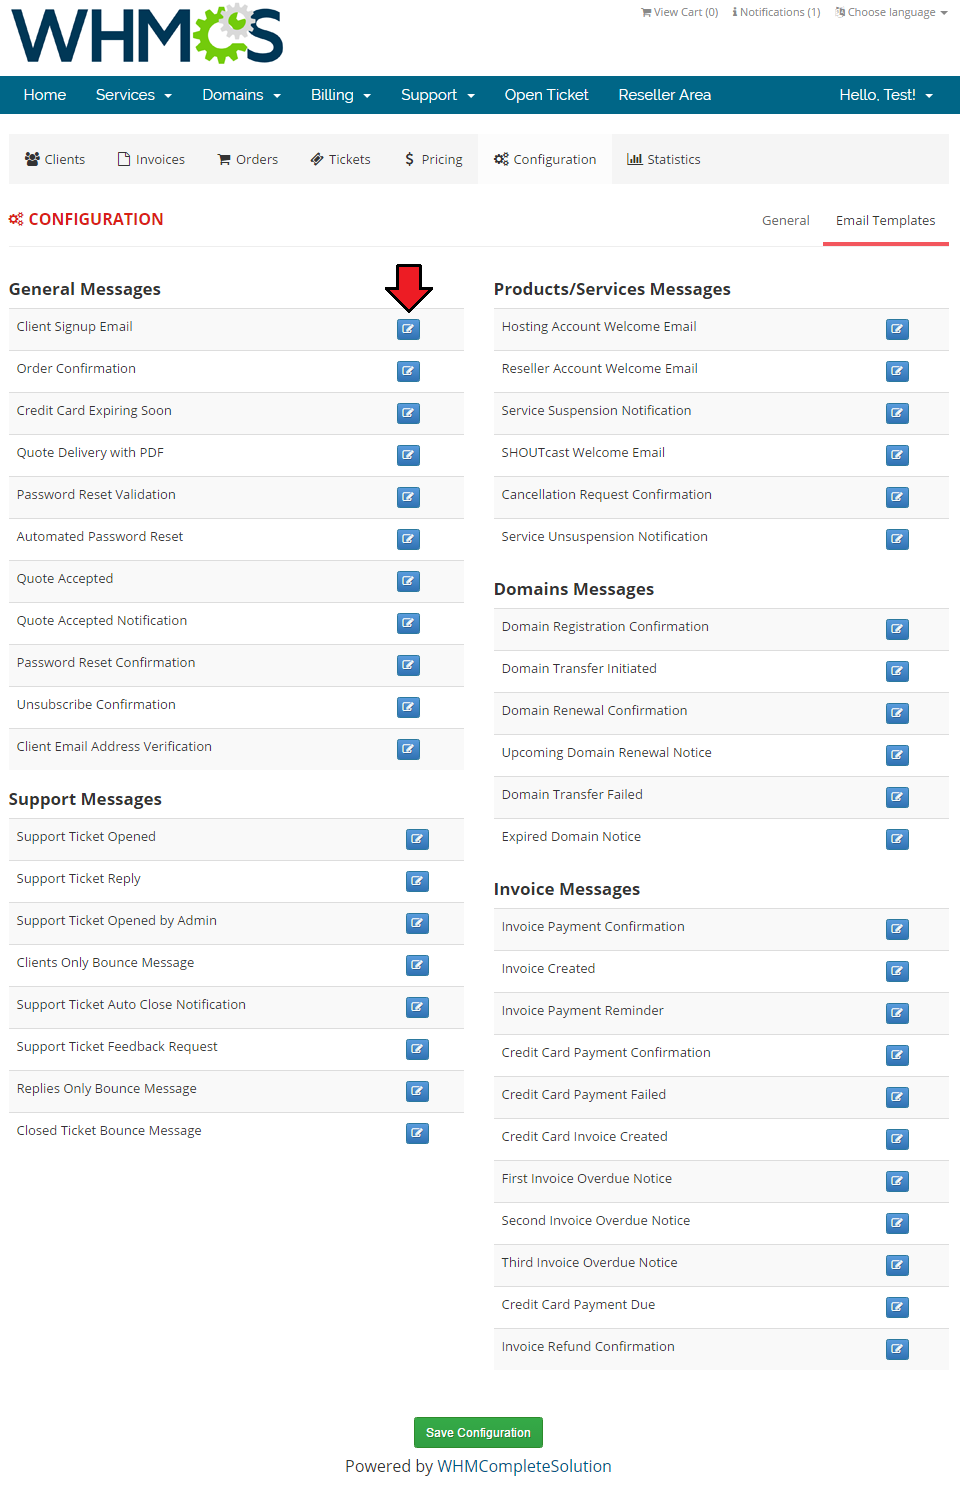 WHMCS
View Cart (0) Notifications (1) Choose language
Home Services Domains Billing Support Open Ticket Reseller Area Hello, Test!
Clients Invoices Orders Tickets Pricing Configuration Statistics
CONFIGURATION
General Email Templates
General Messages
Client Signup Email
Order Confirmation
Credit Card Expiring Soon
Quote Delivery with PDF
Password Reset Validation
Automated Password Reset
Quote Accepted
Quote Accepted Notification
Password Reset Confirmation
Unsubscribe Confirmation
Client Email Address Verification
Support Messages
Support Ticket Opened
Support Ticket Reply
Support Ticket Opened by Admin
Clients Only Bounce Message
Support Ticket Auto Close Notification
Support Ticket Feedback Request
Replies Only Bounce Message
Closed Ticket Bounce Message
Products/Services Messages
Hosting Account Welcome Email
Reseller Account Welcome Email
Service Suspension Notification
SHOUTcast Welcome Email
Cancellation Request Confirmation
Service Unsuspension Notification
Domains Messages
Domain Registration Confirmation
Domain Transfer Initiated
Domain Renewal Confirmation
Upcoming Domain Renewal Notice
Domain Transfer Failed
Expired Domain Notice
Invoice Messages
Invoice Payment Confirmation
Invoice Created
Invoice Payment Reminder
Credit Card Payment Confirmation
Credit Card Payment Failed
Credit Card Invoice Created
First Invoice Overdue Notice
Second Invoice Overdue Notice
Third Invoice Overdue Notice
Credit Card Payment Due
Invoice Refund Confirmation
Save Configuration
Powered by WHMCompleteSolution